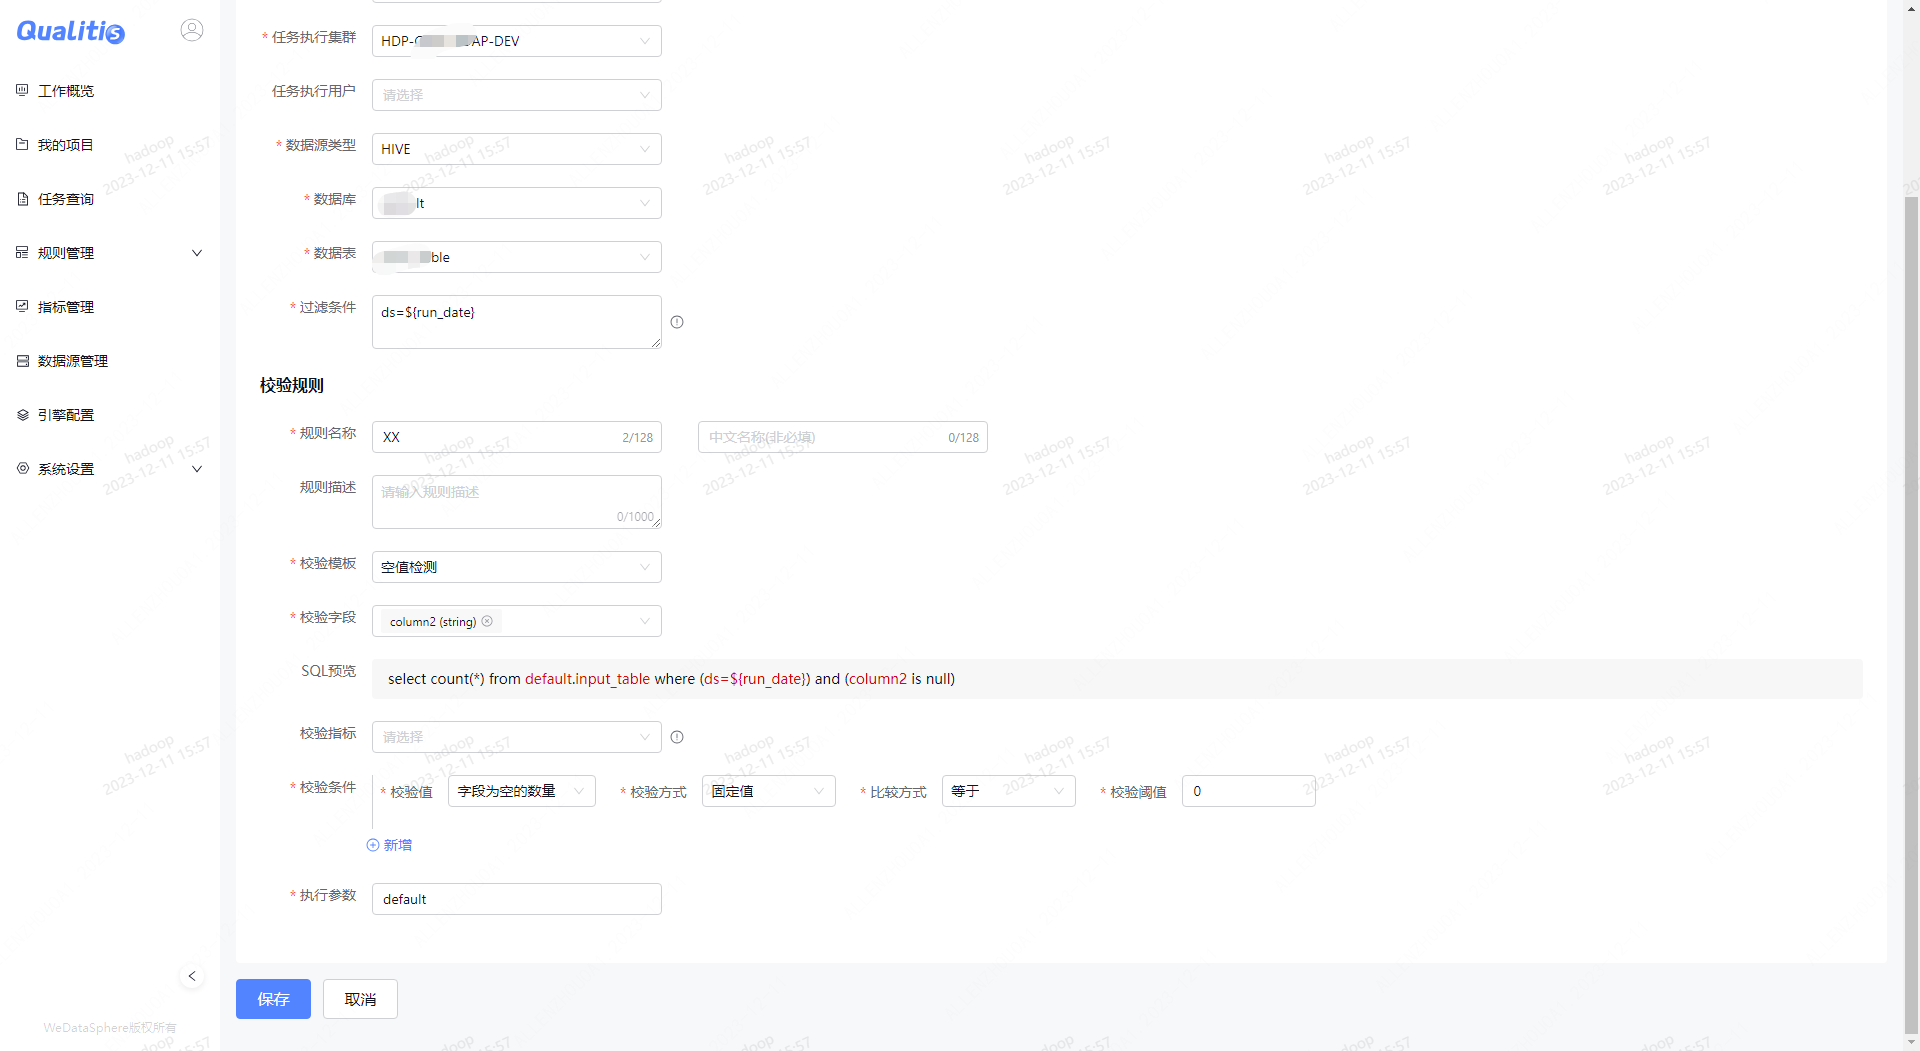 Qualitis
工作概览
我的项目
任务查询
规则管理
指标管理
数据源管理
引擎配置
系统设置
WeDataSphere版权所有
* 任务执行集群 HDP- AP-DEV
任务执行用户 请选择
* 数据源类型 HIVE
* 数据库 lt
* 数据表 ble
* 过滤条件 ds=${run_date}
校验规则
* 规则名称 XX 2/128 中文名称(非必填) 0/128
规则描述 请输入规则描述 0/1000
* 校验模板 空值检测
* 校验字段 column2 (string)
SQL预览 select count(*) from default.input_table where (ds=${run_date}) and (column2 is null)
校验指标 请选择
* 校验条件 * 校验值 字段为空的数量 * 校验方式 固定值 * 比较方式 等于 * 校验阈值 0
新增
* 执行参数 default
保存 取消
hadoop
2023-12-11 15:57